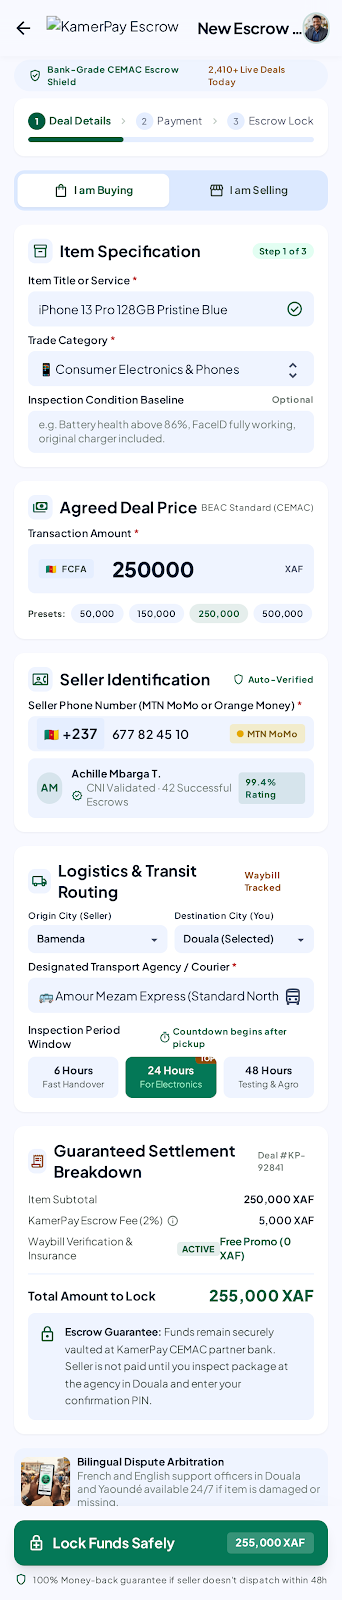 KamerPay Escrow
New Escrow ...
Bank-Grade CEMAC Escrow
Shield
2,410+ Live Deals
Today
1 Deal Details
2 Payment
3 Escrow Lock
I am Buying
I am Selling
Item Specification
Step 1 of 3
Item Title or Service *
iPhone 13 Pro 128GB Pristine Blue
Trade Category *
Consumer Electronics & Phones
Inspection Condition Baseline
Optional
e.g. Battery health above 86%, FaceID fully working,
original charger included.
Agreed Deal Price
BEAC Standard (CEMAC)
Transaction Amount *
FCFA
250000
XAF
Presets:
50,000
150,000
250,000
500,000
Seller Identification
Auto-Verified
Seller Phone Number (MTN MoMo or Orange Money) *
+237
677 82 45 10
MTN MoMo
AM
Achille Mbarga T.
CNI Validated · 42 Successful
Escrows
99.4%
Rating
Logistics & Transit
Routing
Waybill
Tracked
Origin City (Seller)
Destination City (You)
Bamenda
Douala (Selected)
Designated Transport Agency / Courier *
Amour Mezam Express (Standard North
Inspection Period
Window
Countdown begins after
pickup
6 Hours
Fast Handover
24 Hours
For Electronics
48 Hours
Testing & Agro
Guaranteed Settlement
Breakdown
Deal #KP-
92841
Item Subtotal
250,000 XAF
KamerPay Escrow Fee (2%)
5,000 XAF
Waybill Verification &
Insurance
ACTIVE
Free Promo (0
XAF)
Total Amount to Lock
255,000 XAF
Escrow Guarantee: Funds remain securely
vaulted at KamerPay CEMAC partner bank.
Seller is not paid until you inspect package at
the agency in Douala and enter your
confirmation PIN.
Bilingual Dispute Arbitration
French and English support officers in Douala
and Yaoundé available 24/7 if item is damaged or
missing.
Lock Funds Safely
255,000 XAF
100% Money-back guarantee if seller doesn't dispatch within 48h